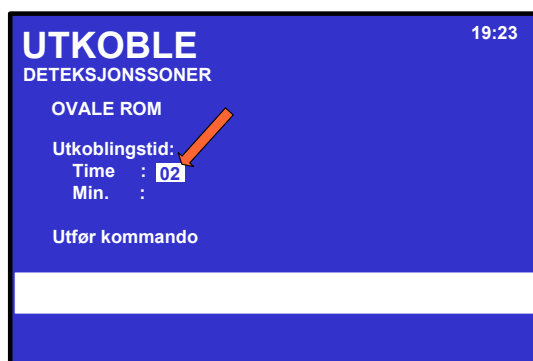 19:23
UTKOBLE
DETEKSJONSSONER
OVALE ROM
Utkoblingstid:
Time : 02
Min. :
Utfør kommando